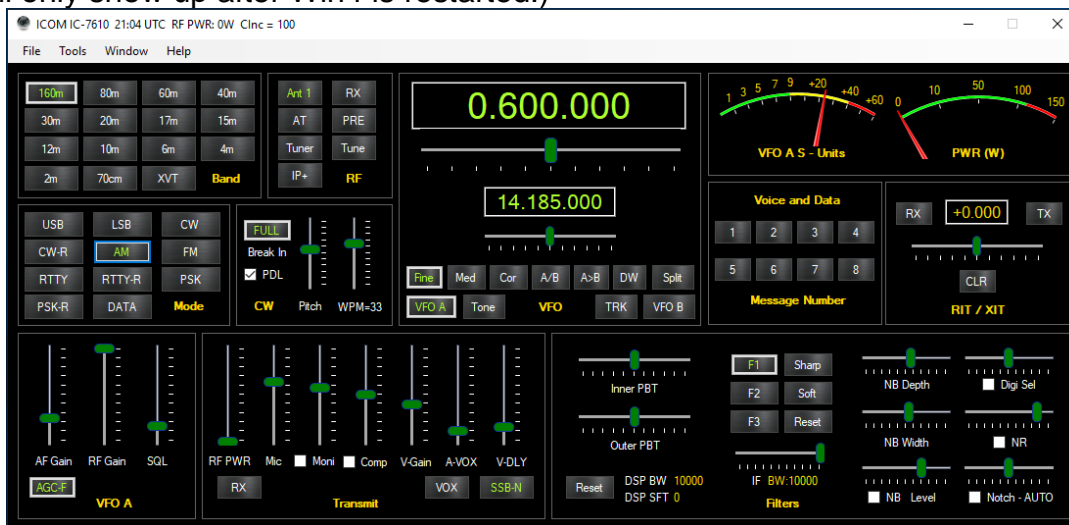 only show up after Win4 is restarted.)
ICOM IC-7610 21:04 UTC RF PWR: 0W CInc = 100
File Tools Window Help
160m 80m 60m 40m
30m 20m 17m 15m
12m 10m 6m 4m
2m 70cm XVT Band
Ant 1 RX
AT PRE
Tuner Tune
IP+ RF
0.600.000
14.185.000
Fine Med Cor A/B A>B DW Split
VFO A Tone VFO TRK VFO B
1 3 5 7 9 +20 +40 +60
VFO A S - Units
0 10 50 100 150
PWR (W)
USB LSB CW
CW-R AM FM
RTTY RTTY-R PSK
PSK-R DATA Mode
FULL
Break In
PDL
CW Pitch WPM=33
Voice and Data
1 2 3 4
5 6 7 8
Message Number
RX +0.000 TX
CLR
RIT / XIT
AF Gain RF Gain SQL
AGC-F
VFO A
RF PWR Mic Moni Comp V-Gain A-VOX V-DLY
RX VOX SSB-N
Transmit
Inner PBT
Outer PBT
Reset DSP BW 10000
DSP SFT 0
F1 Sharp
F2 Soft
F3 Reset
IF BW:10000
Filters
NB Depth Digi Sel
NB Width NR
NB Level Notch - AUTO